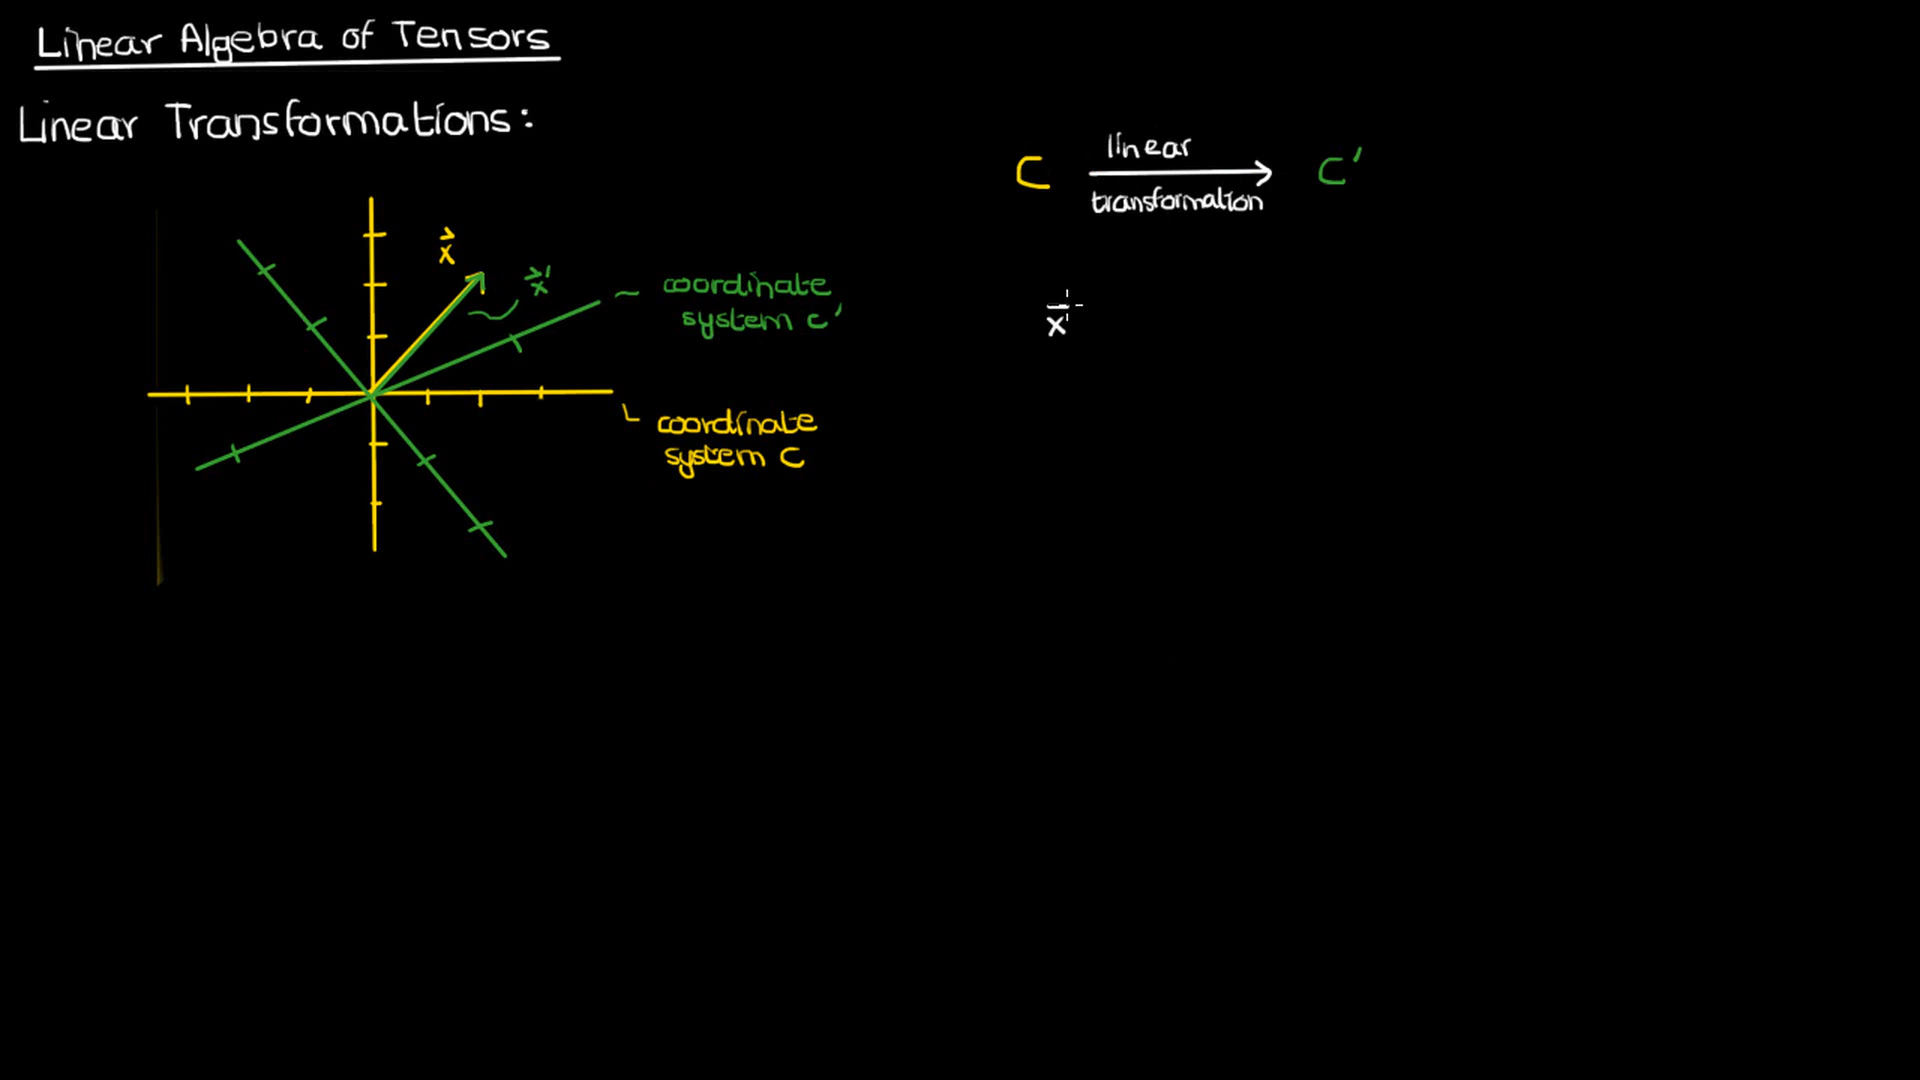 Linear Algebra of Tensors
Linear Transformations:
C linear transformation C'
x
x'
coordinate
system c'
coordinate
system C
x